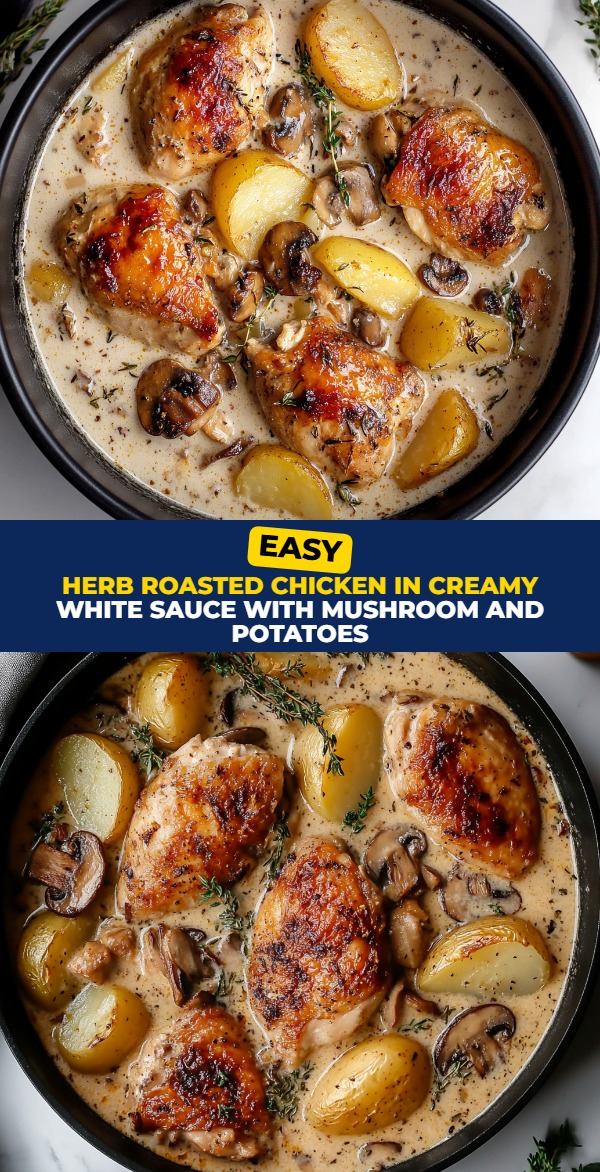 EASY
HERB ROASTED CHICKEN IN CREAMY
WHITE SAUCE WITH MUSHROOM AND
POTATOES